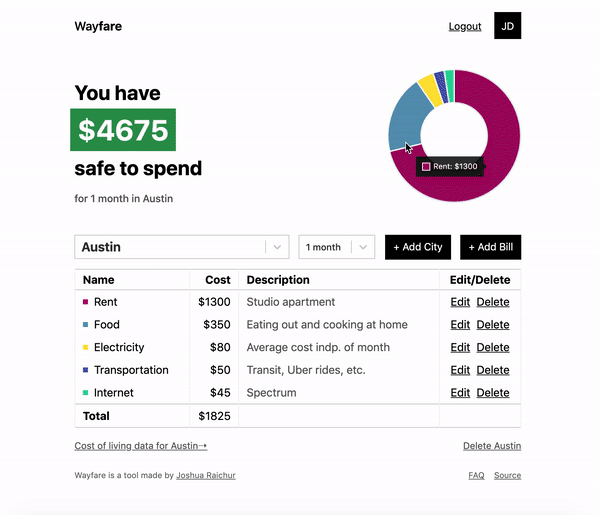 Wayfare
Logout
JD
You have
$4675
safe to spend
for 1 month in Austin
Rent: $1300
Austin
1 month
+ Add City
+ Add Bill
Name Cost Description Edit/Delete
Rent $1300 Studio apartment Edit Delete
Food $350 Eating out and cooking at home Edit Delete
Electricity $80 Average cost indp. of month Edit Delete
Transportation $50 Transit, Uber rides, etc. Edit Delete
Internet $45 Spectrum Edit Delete
Total $1825
Cost of living data for Austin➝ Delete Austin
Wayfare is a tool made by Joshua Raichur FAQ Source